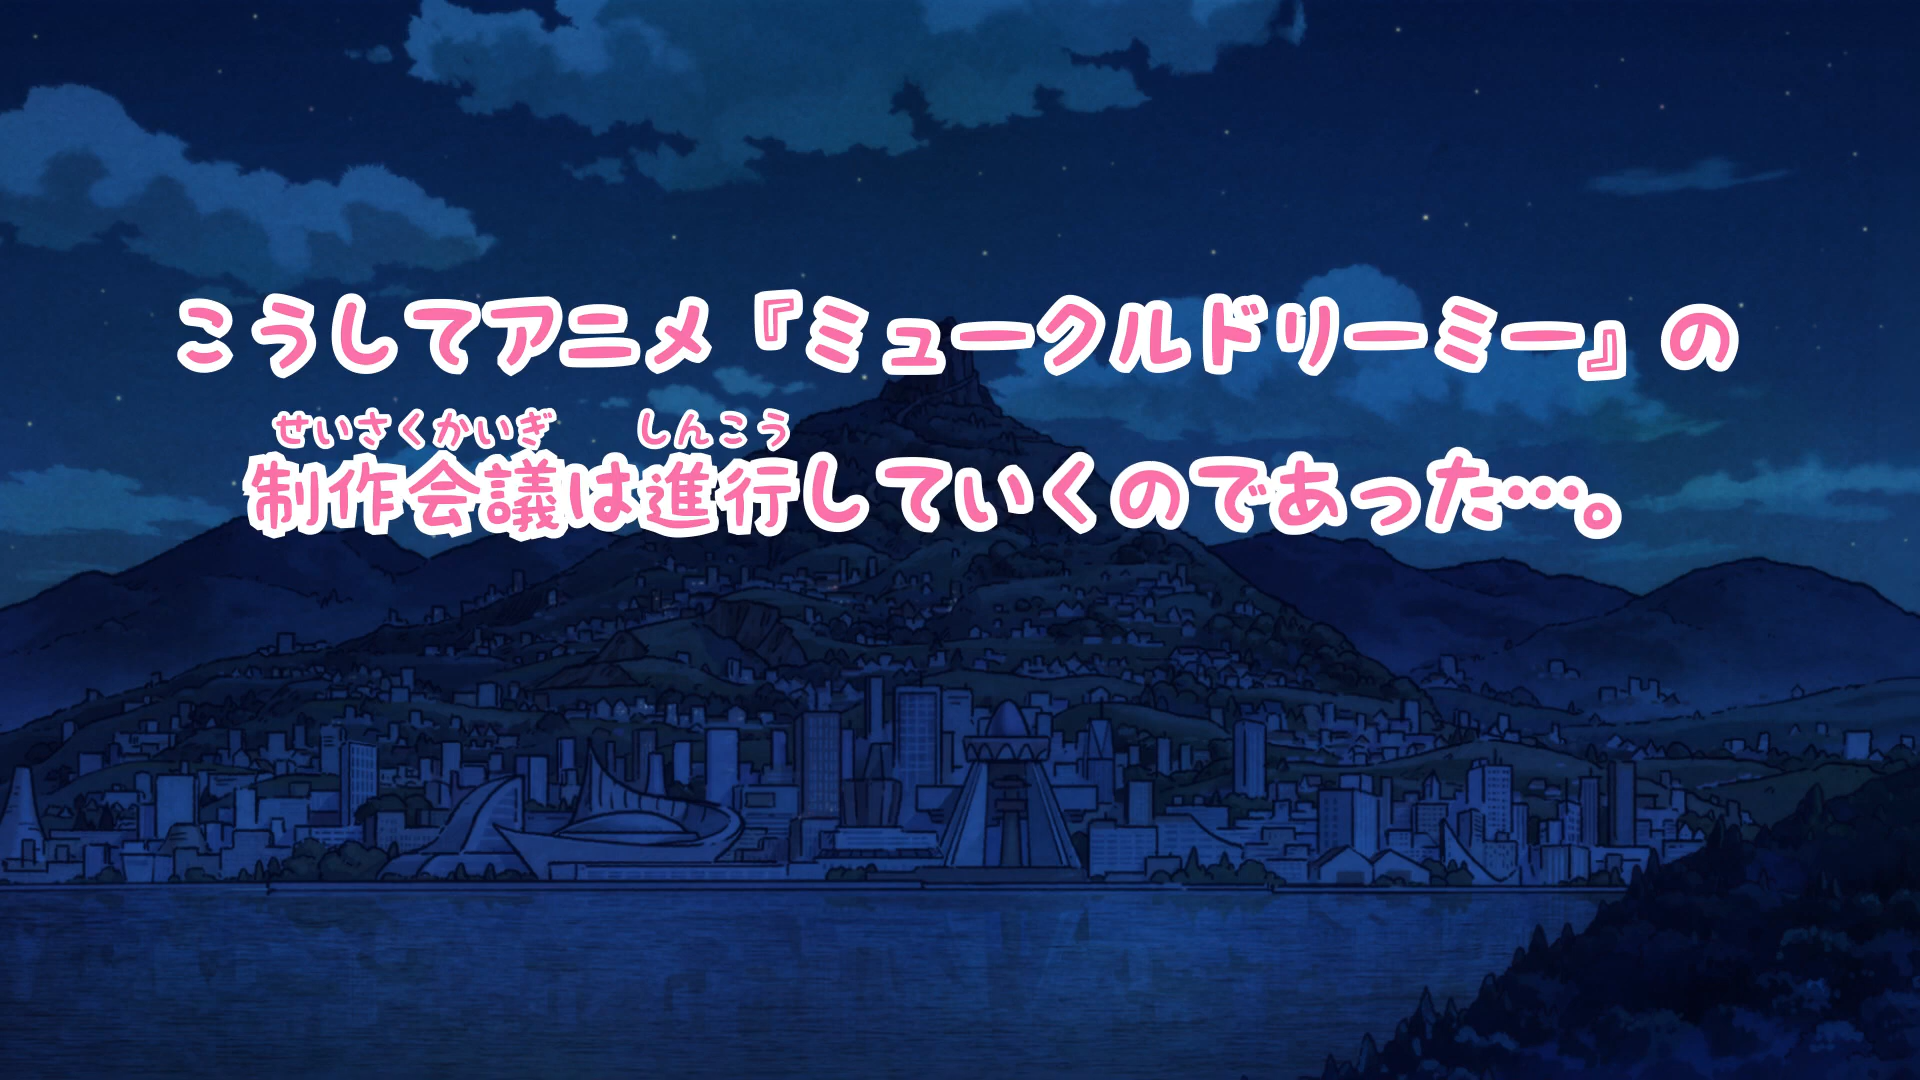 こうしてアニメ『ミュークルドリーミー』の
せいさくかいぎ しんこう
制作会議は進行していくのであった…。